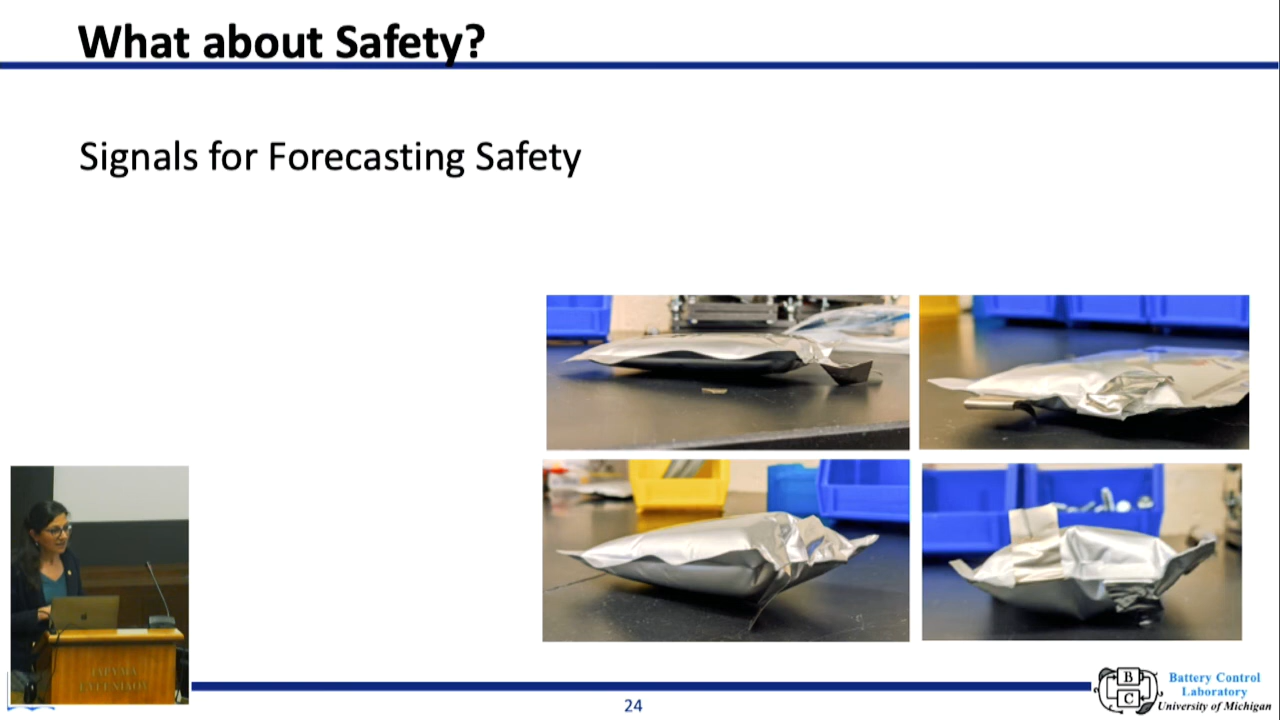 What about Safety?
Signals for Forecasting Safety
24
B
C
Battery Control
Laboratory
University of Michigan